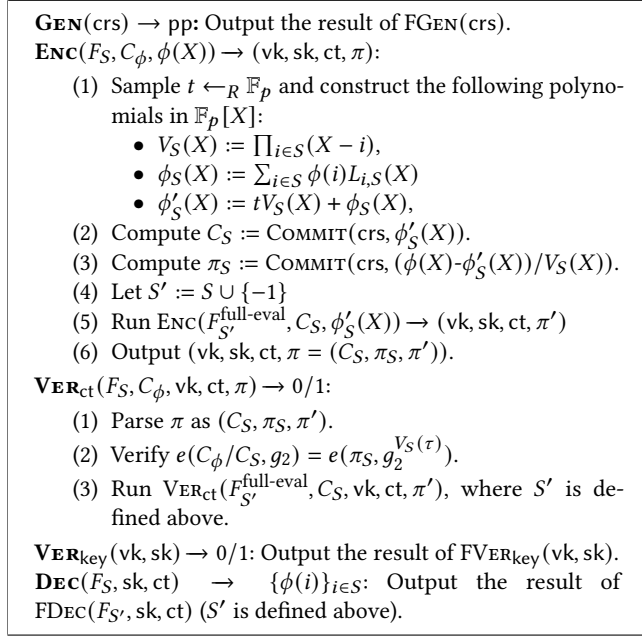 GEN(crs) → pp: Output the result of FGEN(crs).
ENC(F_S, C_ϕ, ϕ(X)) → (vk, sk, ct, π):
(1) Sample t ←_R 𝔽_p and construct the following polyno-
mials in 𝔽_p[X]:
• V_S(X) := ∏_{i∈S}(X − i),
• ϕ_S(X) := ∑_{i∈S} ϕ(i)L_{i,S}(X)
• ϕ′_S(X) := tV_S(X) + ϕ_S(X),
(2) Compute C_S := COMMIT(crs, ϕ′_S(X)).
(3) Compute π_S := COMMIT(crs, (ϕ(X)-ϕ′_S(X))/V_S(X)).
(4) Let S′ := S ∪ {−1}
(5) Run ENC(F_{S′}^{full-eval}, C_S, ϕ′_S(X)) → (vk, sk, ct, π′)
(6) Output (vk, sk, ct, π = (C_S, π_S, π′)).
VER_ct(F_S, C_ϕ, vk, ct, π) → 0/1:
(1) Parse π as (C_S, π_S, π′).
(2) Verify e(C_ϕ/C_S, g_2) = e(π_S, g_2^{V_S(τ)}).
(3) Run VER_ct(F_{S′}^{full-eval}, C_S, vk, ct, π′), where S′ is de-
fined above.
VER_key(vk, sk) → 0/1: Output the result of FVER_key(vk, sk).
DEC(F_S, sk, ct) → {ϕ(i)}_{i∈S}: Output the result of
FDEC(F_{S′}, sk, ct) (S′ is defined above).